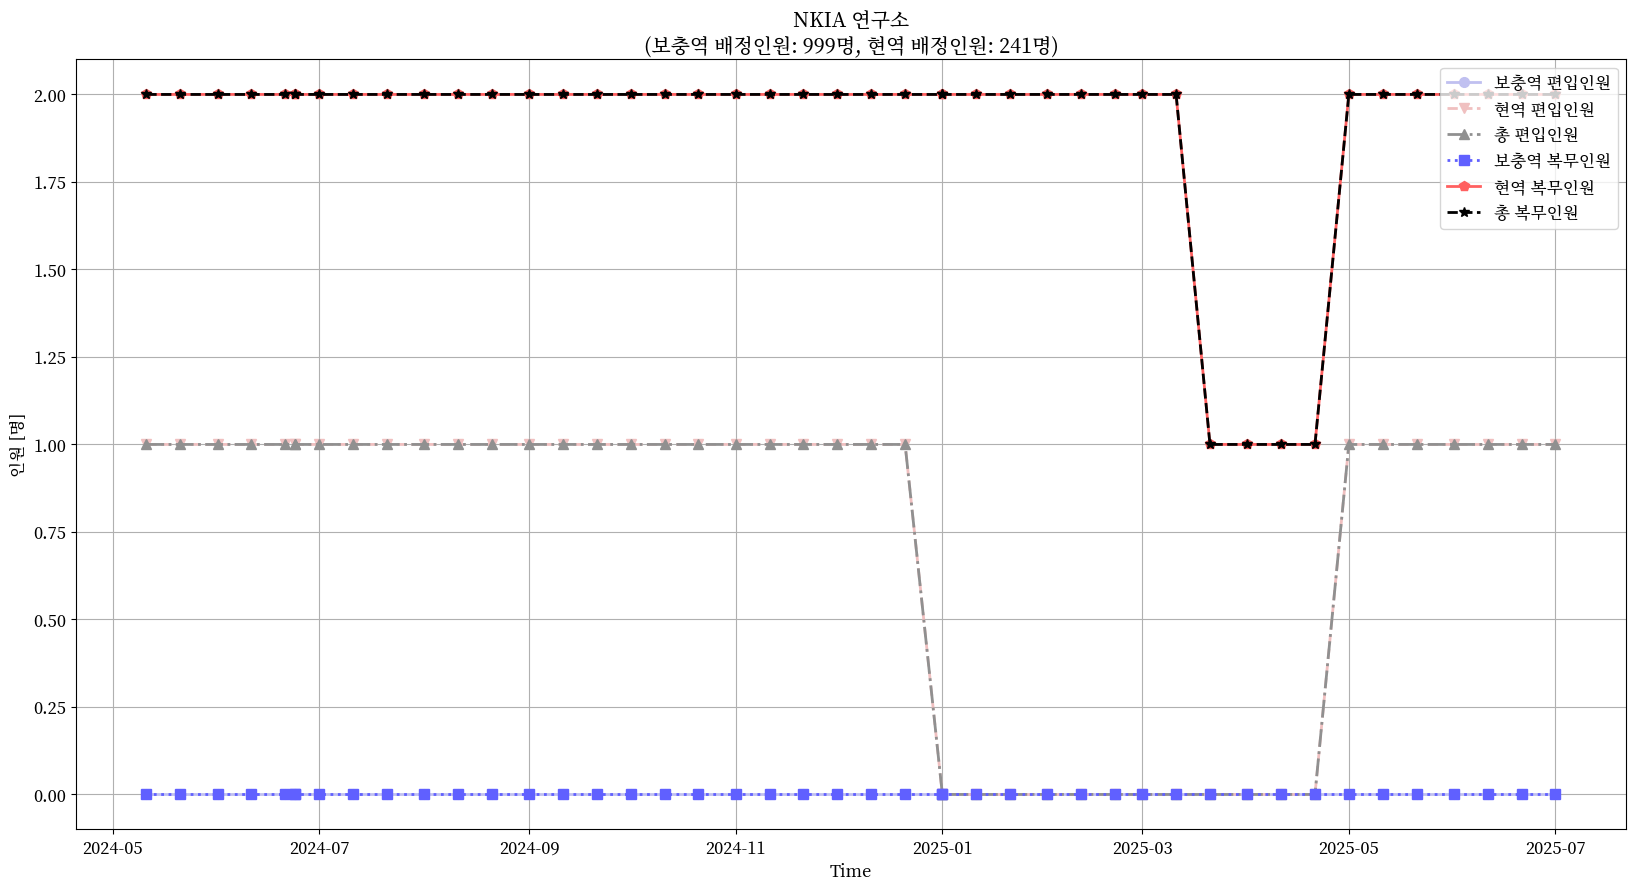 NKIA 연구소
(보충역 배정인원: 999명, 현역 배정인원: 241명)
보충역 편입인원
현역 편입인원
총 편입인원
보충역 복무인원
현역 복무인원
총 복무인원
인원 [명]
2.00
1.75
1.50
1.25
1.00
0.75
0.50
0.25
0.00
2024-05
2024-07
2024-09
2024-11
2025-01
2025-03
2025-05
2025-07
Time